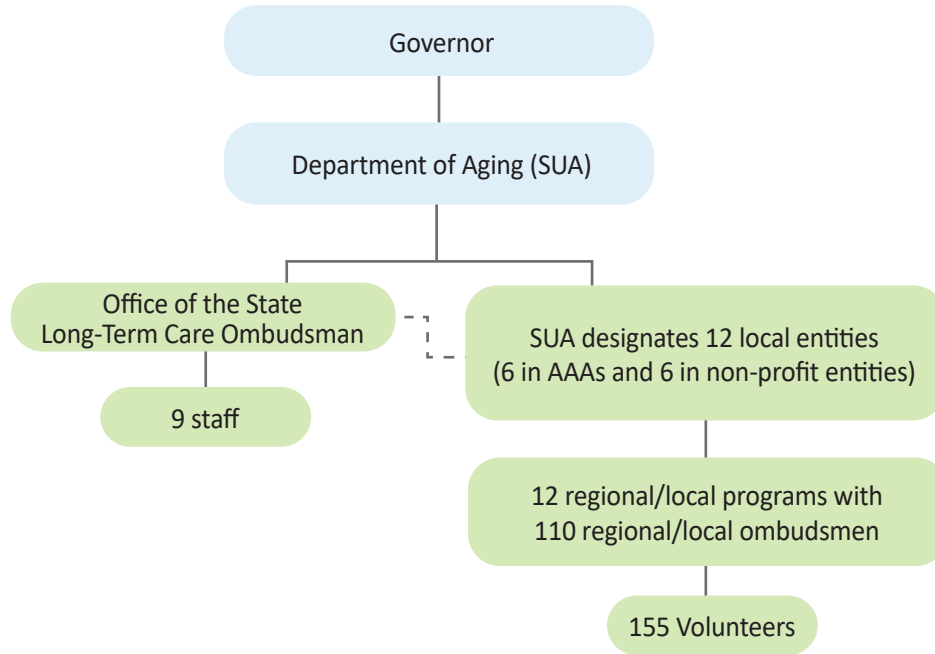 Governor
Department of Aging (SUA)
Office of the State
Long-Term Care Ombudsman
9 staff
SUA designates 12 local entities
(6 in AAAs and 6 in non-profit entities)
12 regional/local programs with
110 regional/local ombudsmen
155 Volunteers